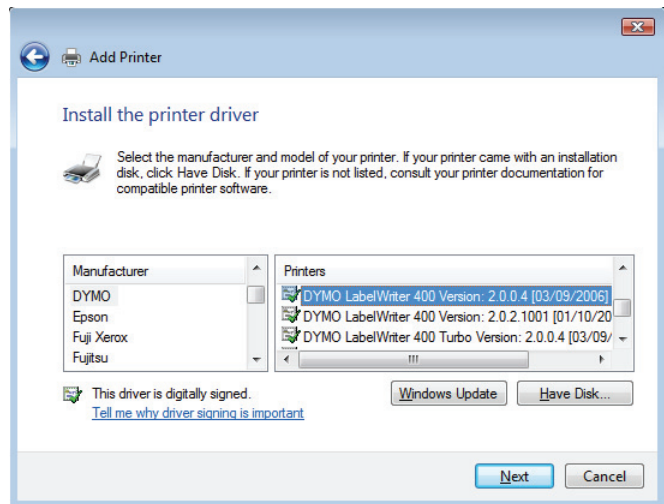 Add Printer
Install the printer driver
Select the manufacturer and model of your printer. If your printer came with an installation
disk, click Have Disk. If your printer is not listed, consult your printer documentation for
compatible printer software.
Manufacturer
DYMO
Epson
Fuji Xerox
Fujitsu
Printers
DYMO LabelWriter 400 Version: 2.0.0.4 [03/09/2006]
DYMO LabelWriter 400 Version: 2.0.2.1001 [01/10/20
DYMO LabelWriter 400 Turbo Version: 2.0.0.4 [03/09/
This driver is digitally signed.
Tell me why driver signing is important
Windows Update
Have Disk...
Next
Cancel